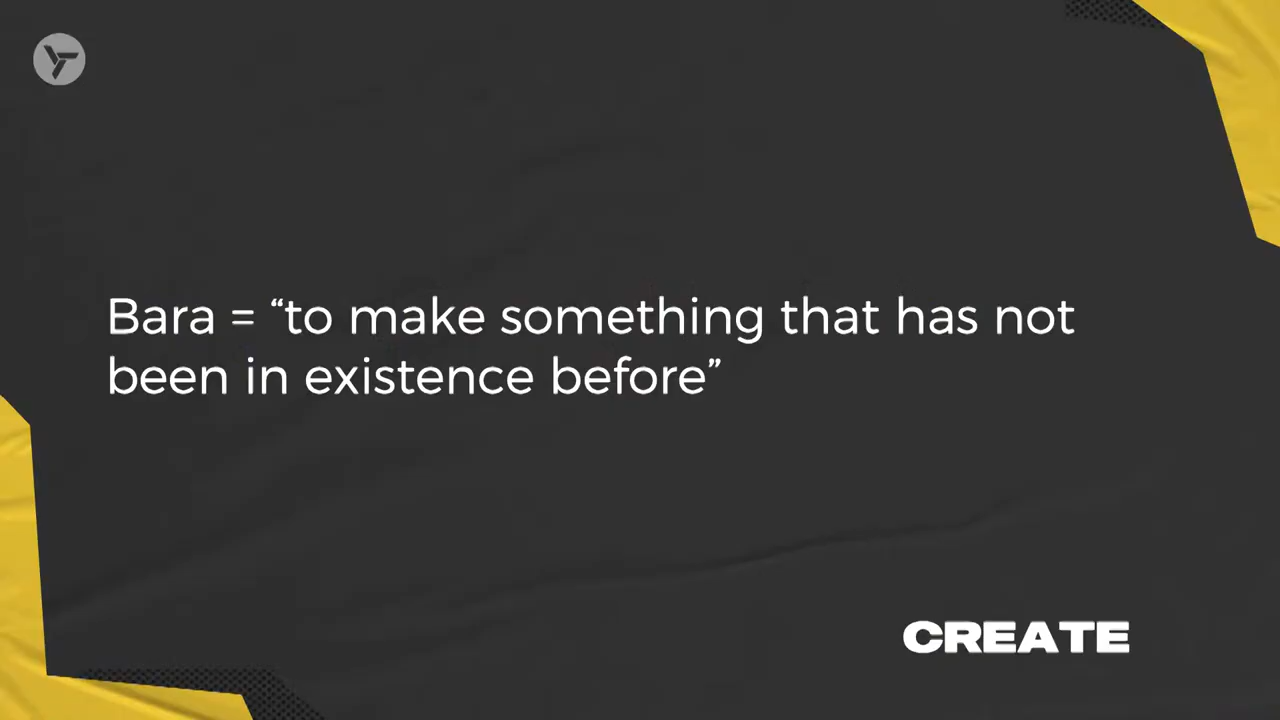 Bara = “to make something that has not
been in existence before”
CREATE